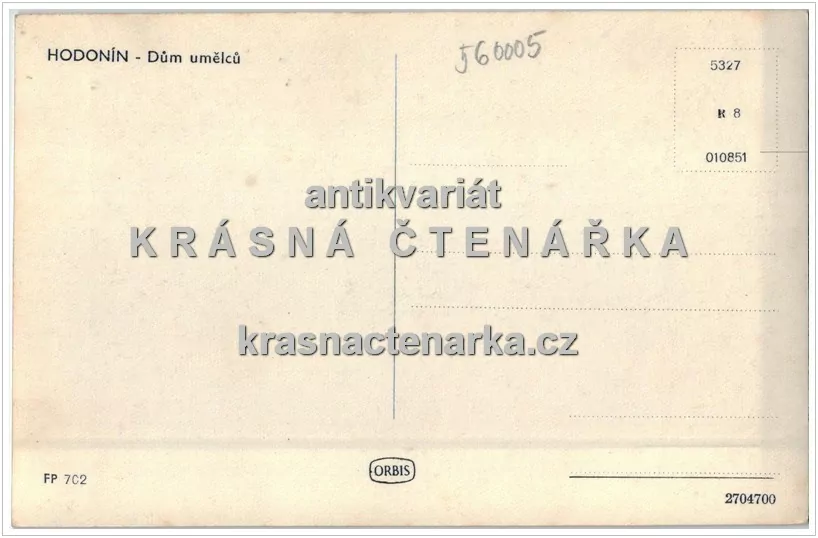 HODONÍN - Dům umělců
560005
5327
K 8
010851
antikvariát
KRÁSNÁ ČTENÁŘKA
krasnactenarka.cz
FP 702
ORBIS
2704700